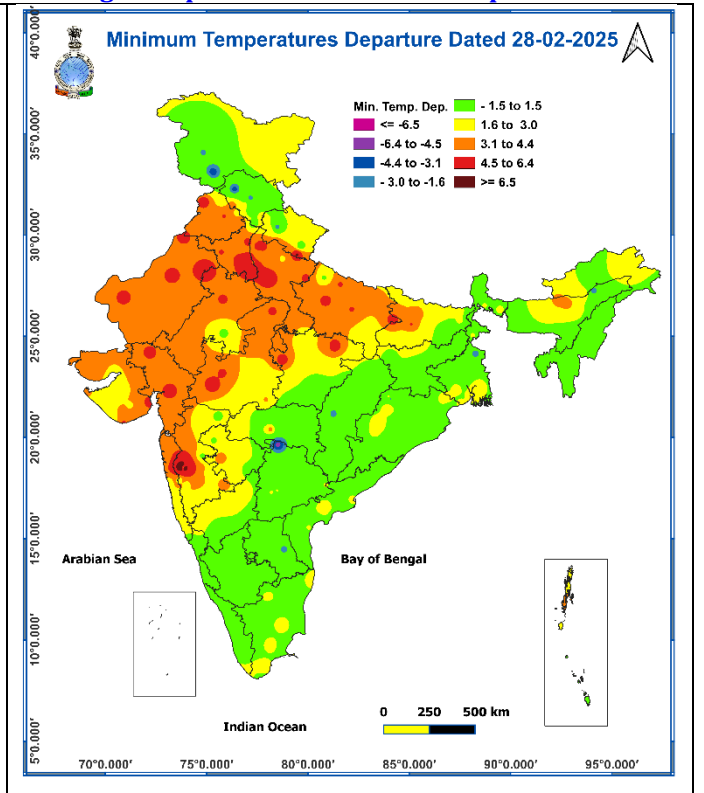 Minimum Temperatures Departure Dated 28-02-2025
Min. Temp. Dep.
<= -6.5
-6.4 to -4.5
-4.4 to -3.1
- 3.0 to -1.6
- 1.5 to 1.5
1.6 to 3.0
3.1 to 4.4
4.5 to 6.4
>= 6.5
40°0.000'
35°0.000'
30°0.000'
25°0.000'
20°0.000'
15°0.000'
10°0.000'
5°0.000'
Arabian Sea
Bay of Bengal
Indian Ocean
0 250 500 km
70°0.000' 75°0.000' 80°0.000' 85°0.000' 90°0.000' 95°0.000'